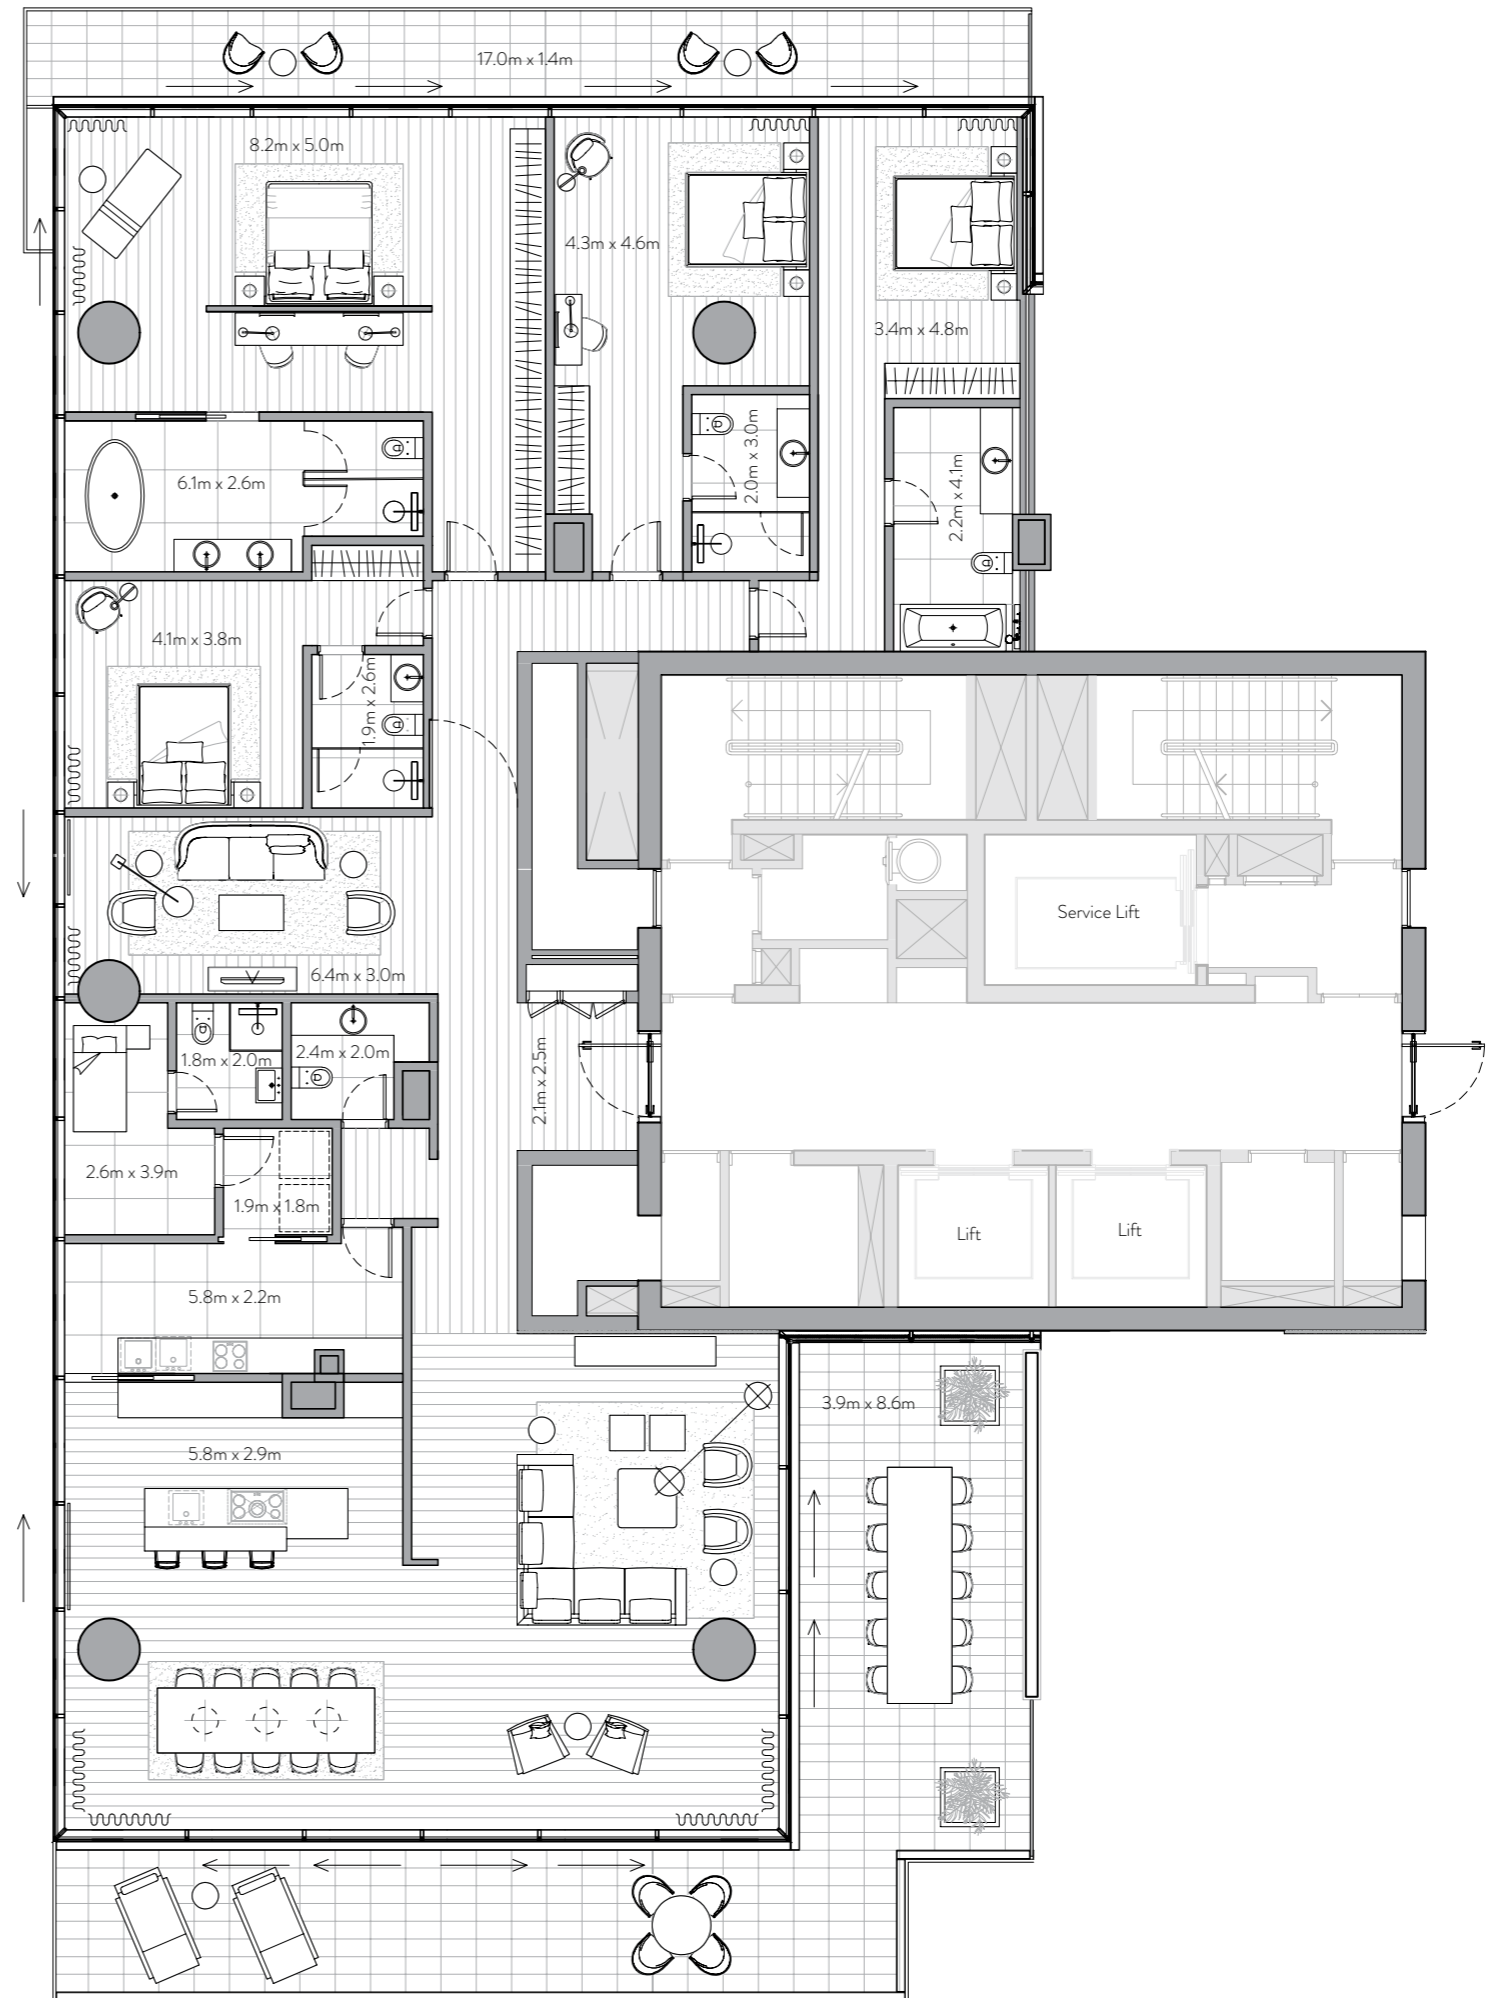 17.0m x 1.4m
8.2m x 5.0m
4.3m x 4.6m
3.4m x 4.8m
2.0m x 3.0m
6.1m x 2.6m
2.2m x 4.1m
4.1m x 3.8m
1.9m x 2.6m
Service Lift
6.4m x 3.0m
1.8m x 2.0m
2.4m x 2.0m
2.1m x 2.5m
2.6m x 3.9m
1.9m x 1.8m
Lift
Lift
5.8m x 2.2m
3.9m x 8.6m
5.8m x 2.9m